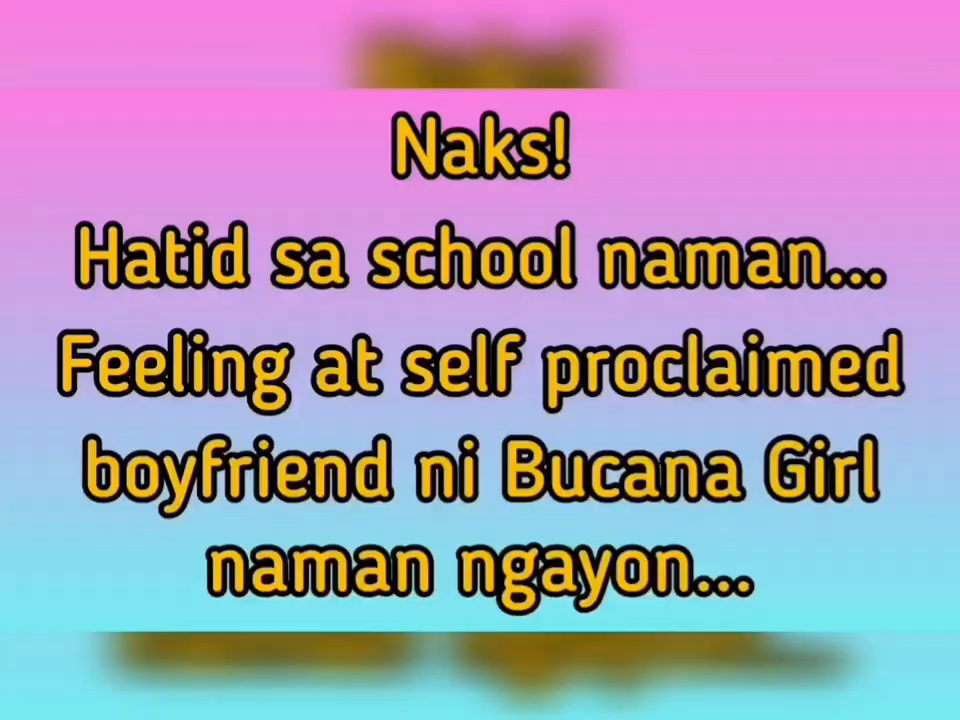 Naks!
Hatid sa school naman...
Feeling at self proclaimed
boyfriend ni Bucana Girl
naman ngayon...